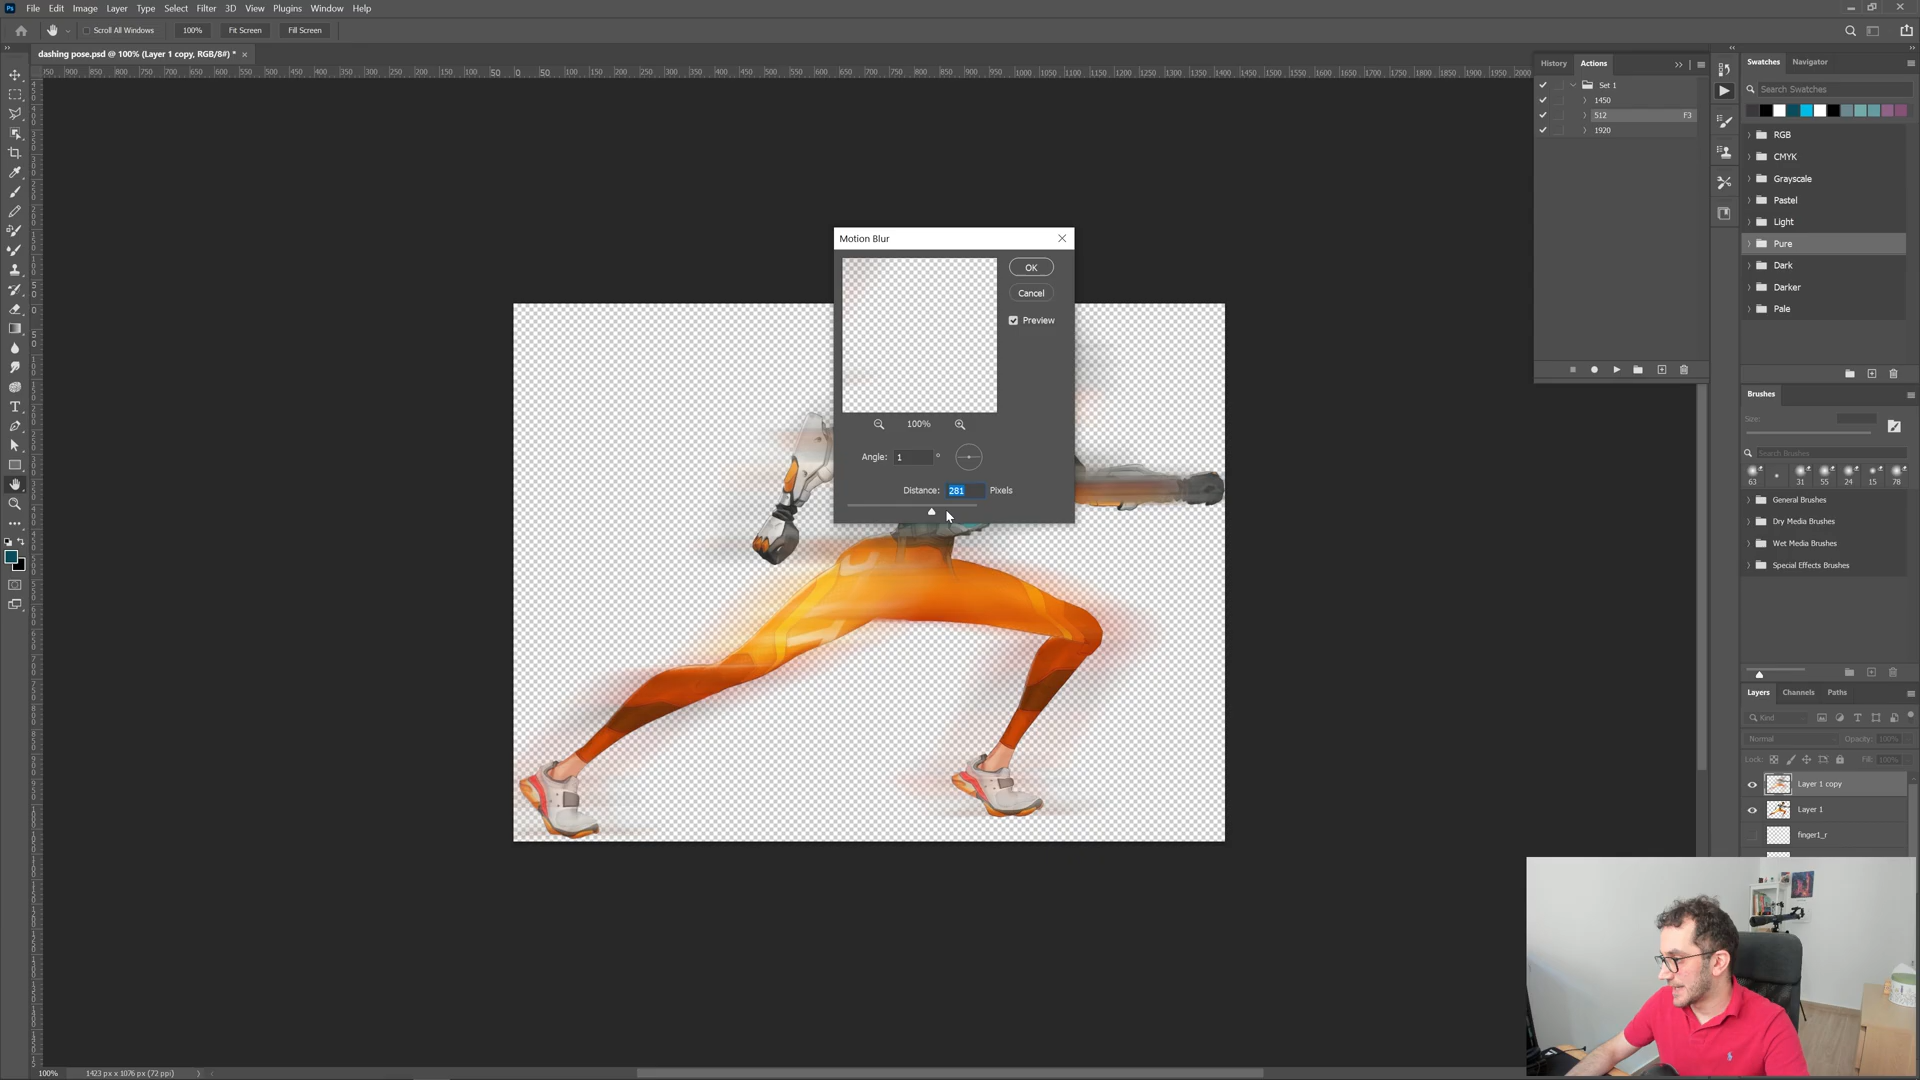 Ps File Edit Image Layer Type Select Filter 3D View Plugins Window Help
Scroll All Windows 100% Fit Screen Fill Screen
dashing pose.psd @ 100% (Layer 1 copy, RGB/8#) *
900 850 800 750 700 650 600 550 500 450 400 350 300 250 200 150 100 50 0 50 100 150 200 250 300 350 400 450 500 550 600 650 700 750 800 850 900 950 1000 1050 1100 1150 1200 1250 1300 1350 1400 1450 1500 1550 1600 1650 1700 1750 1800 1850 1900 1950
History Actions
Set 1
1450
512 F3
1920
Swatches Navigator
Search Swatches
RGB
CMYK
Grayscale
Pastel
Light
Pure
Dark
Darker
Pale
Motion Blur
OK
Cancel
Preview
100%
Angle: 1 °
Distance: 281 Pixels
Brushes
Size:
Search Brushes
63 31 55 24 15 78
General Brushes
Dry Media Brushes
Wet Media Brushes
Special Effects Brushes
Layers Channels Paths
Kind
Normal Opacity: 100%
Lock: Fill: 100%
Layer 1 copy
Layer 1
finger1_r
100% 1423 px x 1076 px (72 ppi)